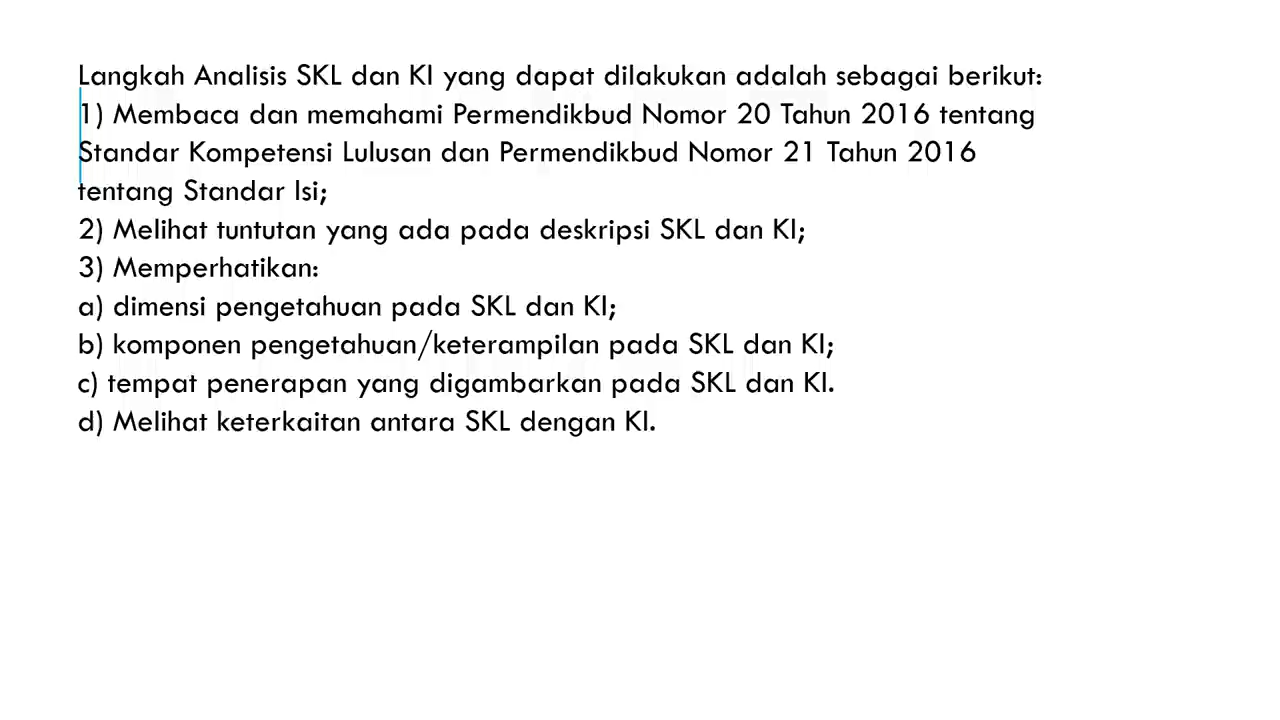 Langkah Analisis SKL dan KI yang dapat dilakukan adalah sebagai berikut:
1) Membaca dan memahami Permendikbud Nomor 20 Tahun 2016 tentang
Standar Kompetensi Lulusan dan Permendikbud Nomor 21 Tahun 2016
tentang Standar Isi;
2) Melihat tuntutan yang ada pada deskripsi SKL dan KI;
3) Memperhatikan:
a) dimensi pengetahuan pada SKL dan KI;
b) komponen pengetahuan/keterampilan pada SKL dan KI;
c) tempat penerapan yang digambarkan pada SKL dan KI.
d) Melihat keterkaitan antara SKL dengan KI.